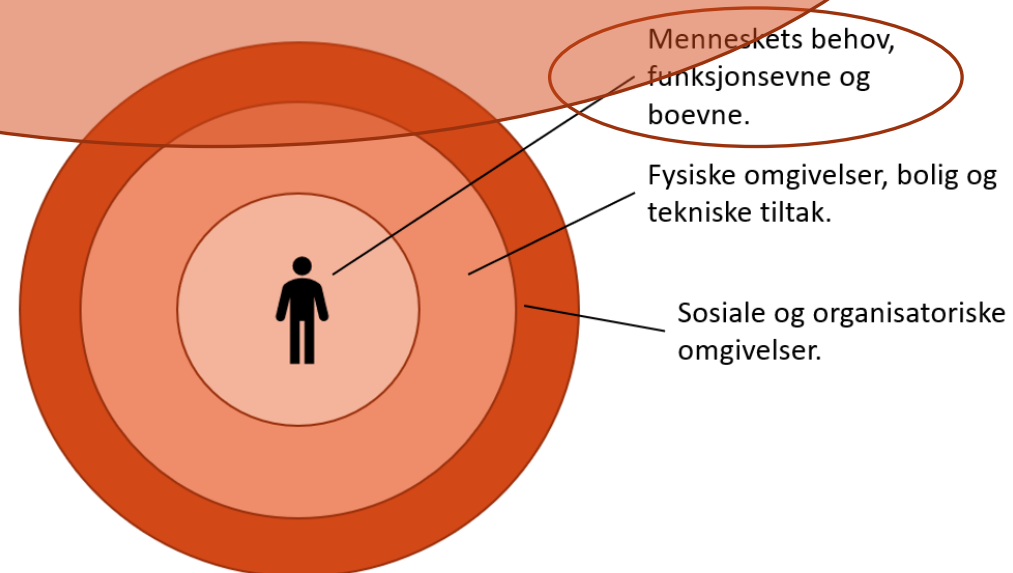 Menneskets behov,
funksjonsevne og
boevne.
Fysiske omgivelser, bolig og
tekniske tiltak.
Sosiale og organisatoriske
omgivelser.